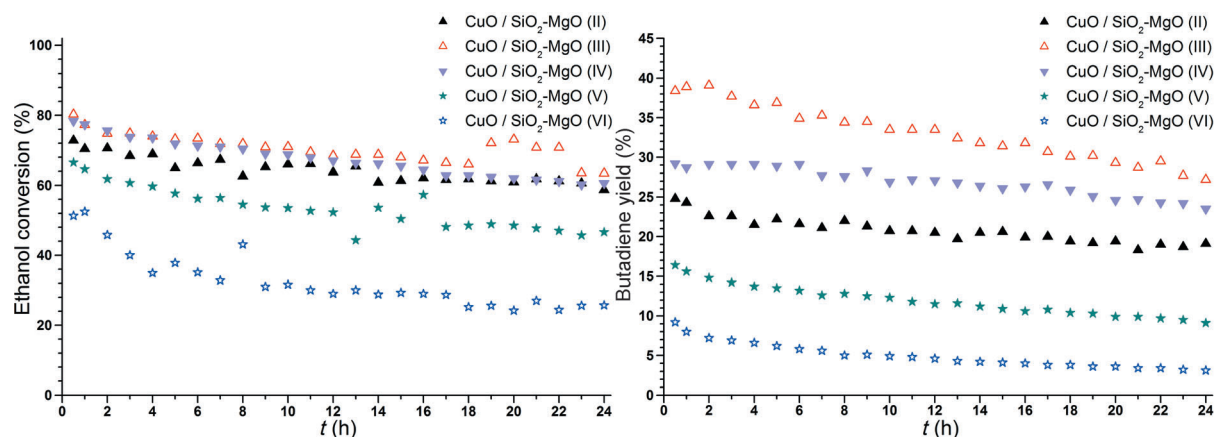 CuO / SiO₂-MgO (II)
CuO / SiO₂-MgO (III)
CuO / SiO₂-MgO (IV)
CuO / SiO₂-MgO (V)
CuO / SiO₂-MgO (VI)
Ethanol conversion (%)
100
80
60
40
20
0
0 2 4 6 8 10 12 14 16 18 20 22 24
t (h)
CuO / SiO₂-MgO (II)
CuO / SiO₂-MgO (III)
CuO / SiO₂-MgO (IV)
CuO / SiO₂-MgO (V)
CuO / SiO₂-MgO (VI)
Butadiene yield (%)
45
40
35
30
25
20
15
10
5
0
0 2 4 6 8 10 12 14 16 18 20 22 24
t (h)